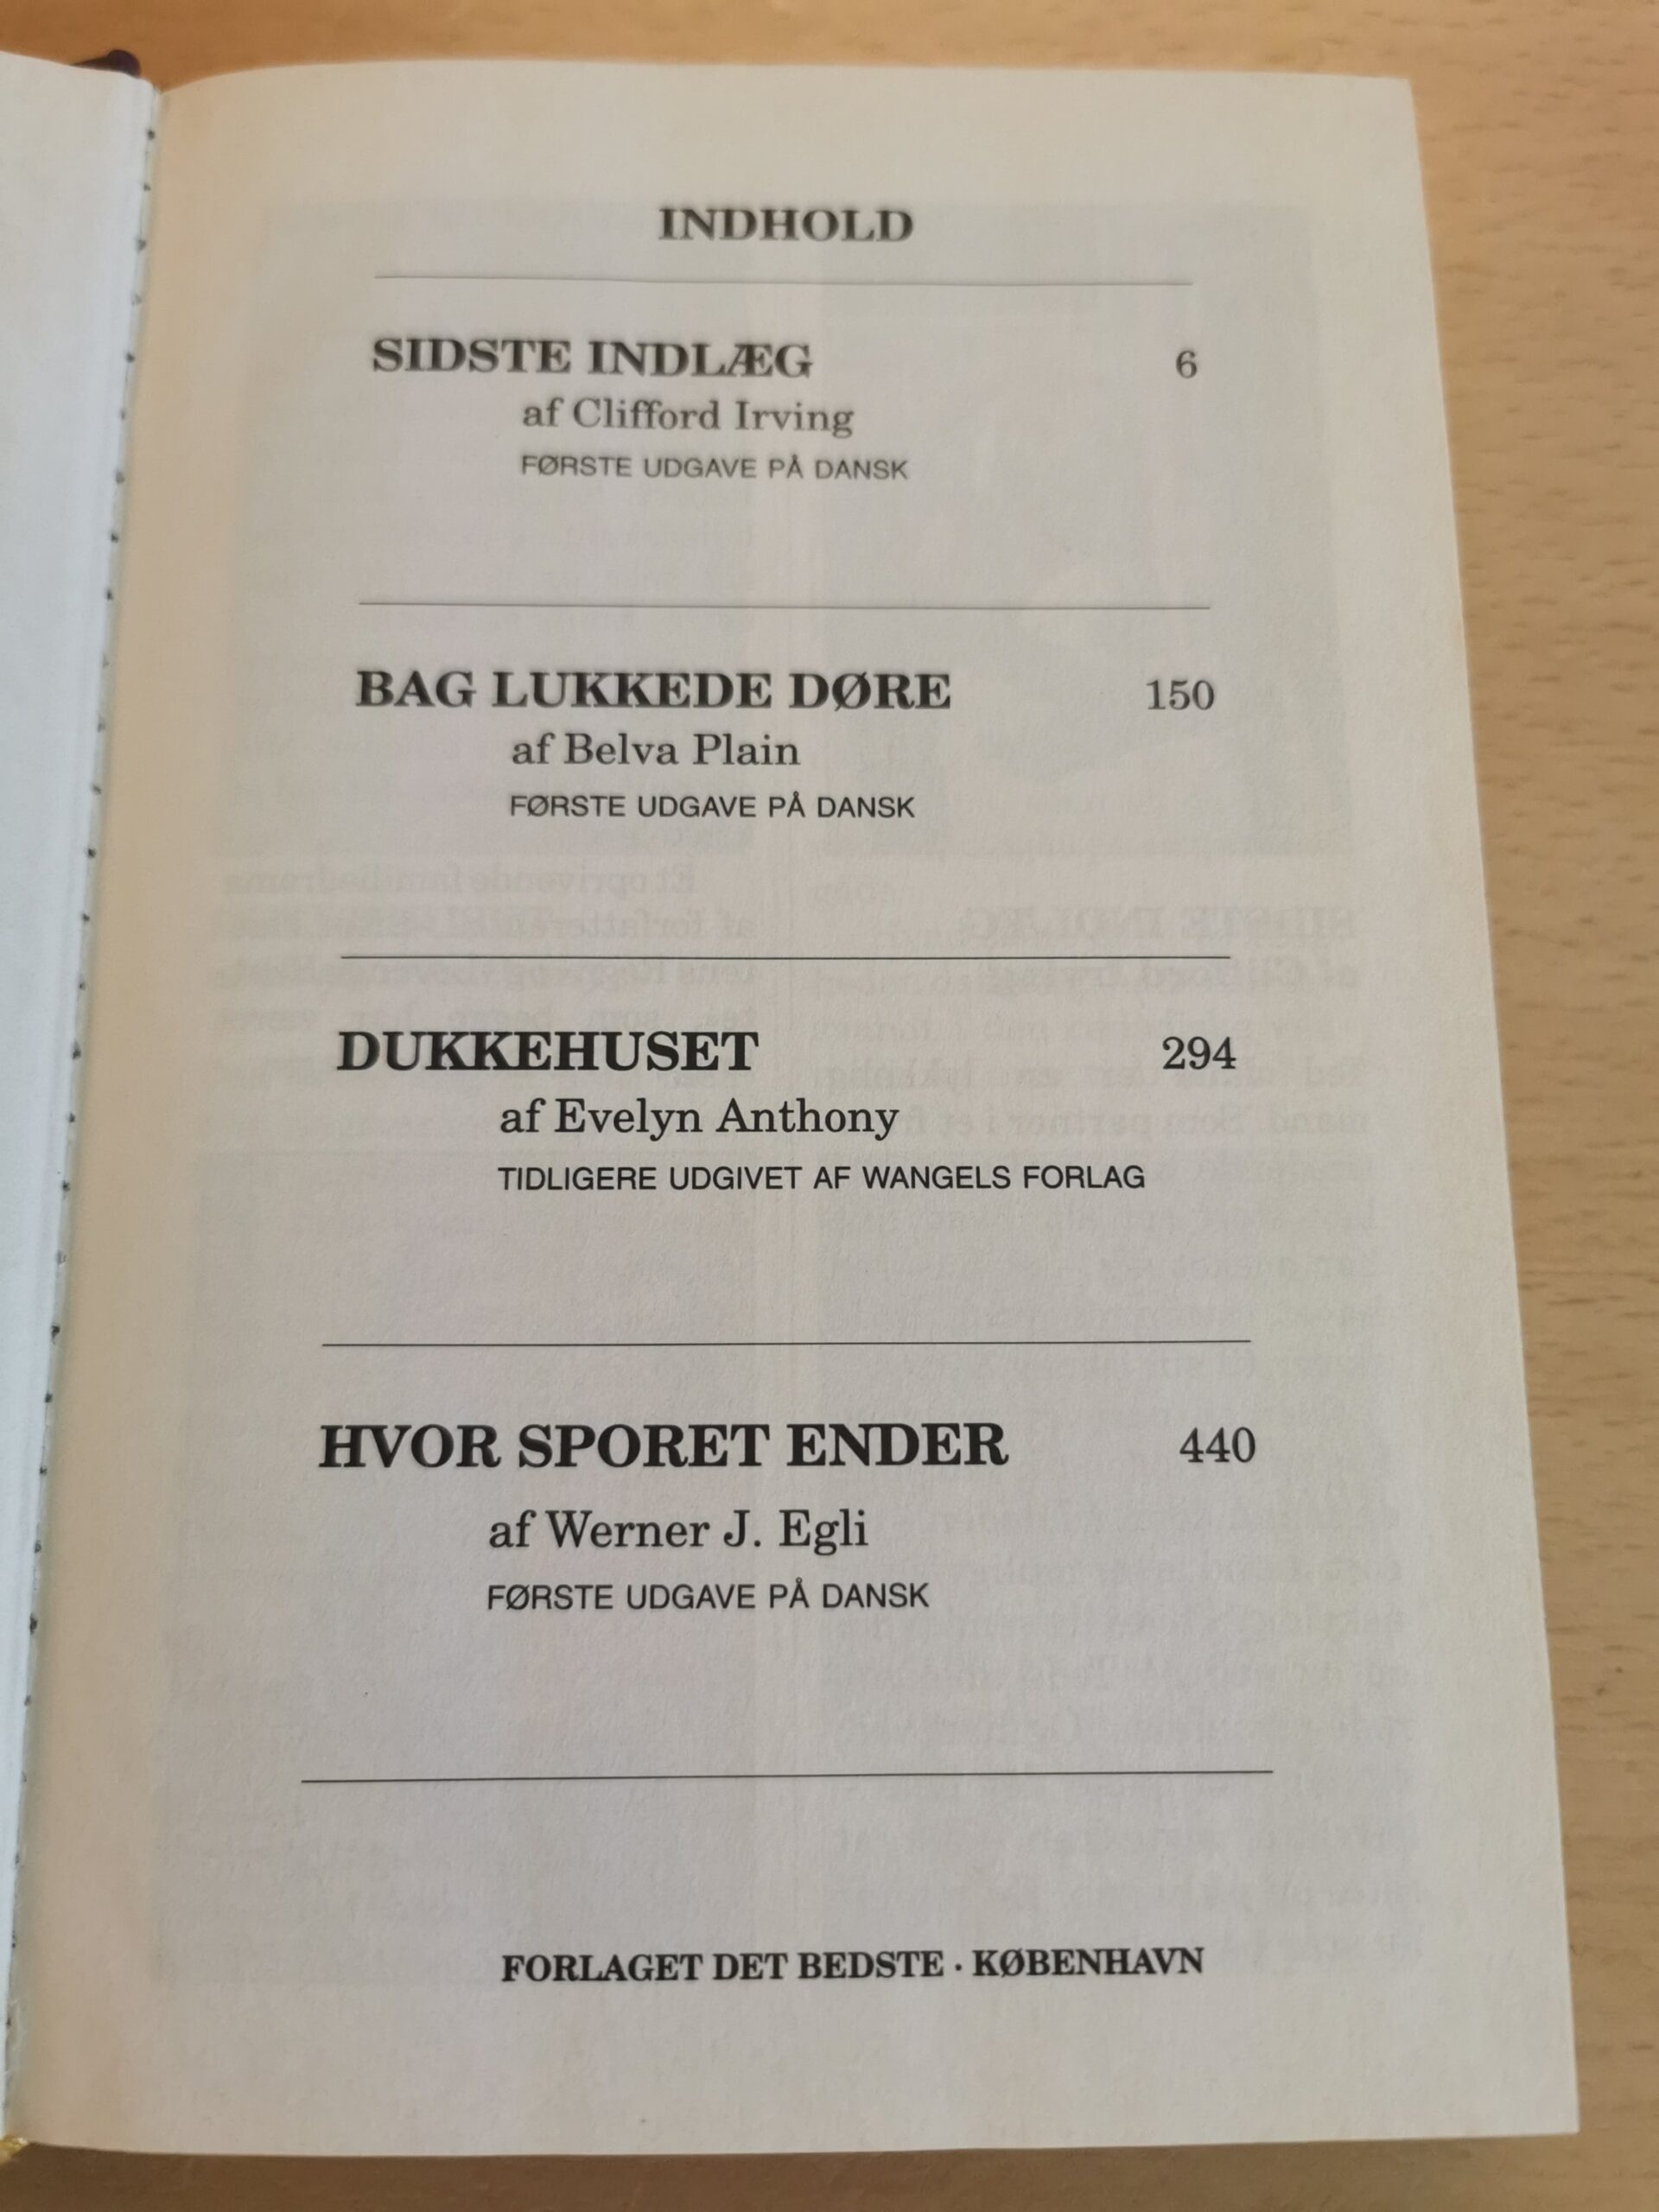 INDHOLD
SIDSTE INDLÆG 6
af Clifford Irving
FØRSTE UDGAVE PÅ DANSK
BAG LUKKEDE DØRE 150
af Belva Plain
FØRSTE UDGAVE PÅ DANSK
DUKKEHUSET 294
af Evelyn Anthony
TIDLIGERE UDGIVET AF WANGELS FORLAG
HVOR SPORET ENDER 440
af Werner J. Egli
FØRSTE UDGAVE PÅ DANSK
FORLAGET DET BEDSTE · KØBENHAVN